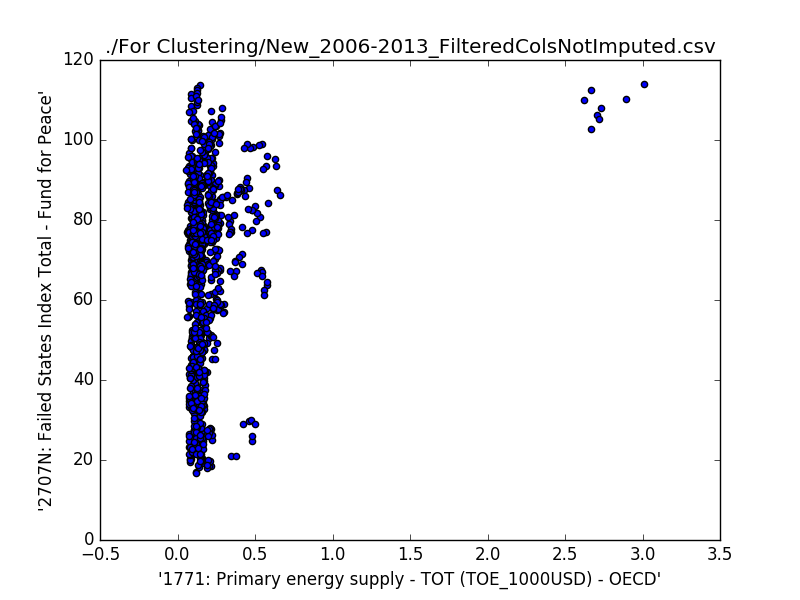 ./For Clustering/New_2006-2013_FilteredColsNotImputed.csv
120
100
80
60
40
20
0
'2707N: Failed States Index Total - Fund for Peace'
−0.5 0.0 0.5 1.0 1.5 2.0 2.5 3.0 3.5
'1771: Primary energy supply - TOT (TOE_1000USD) - OECD'